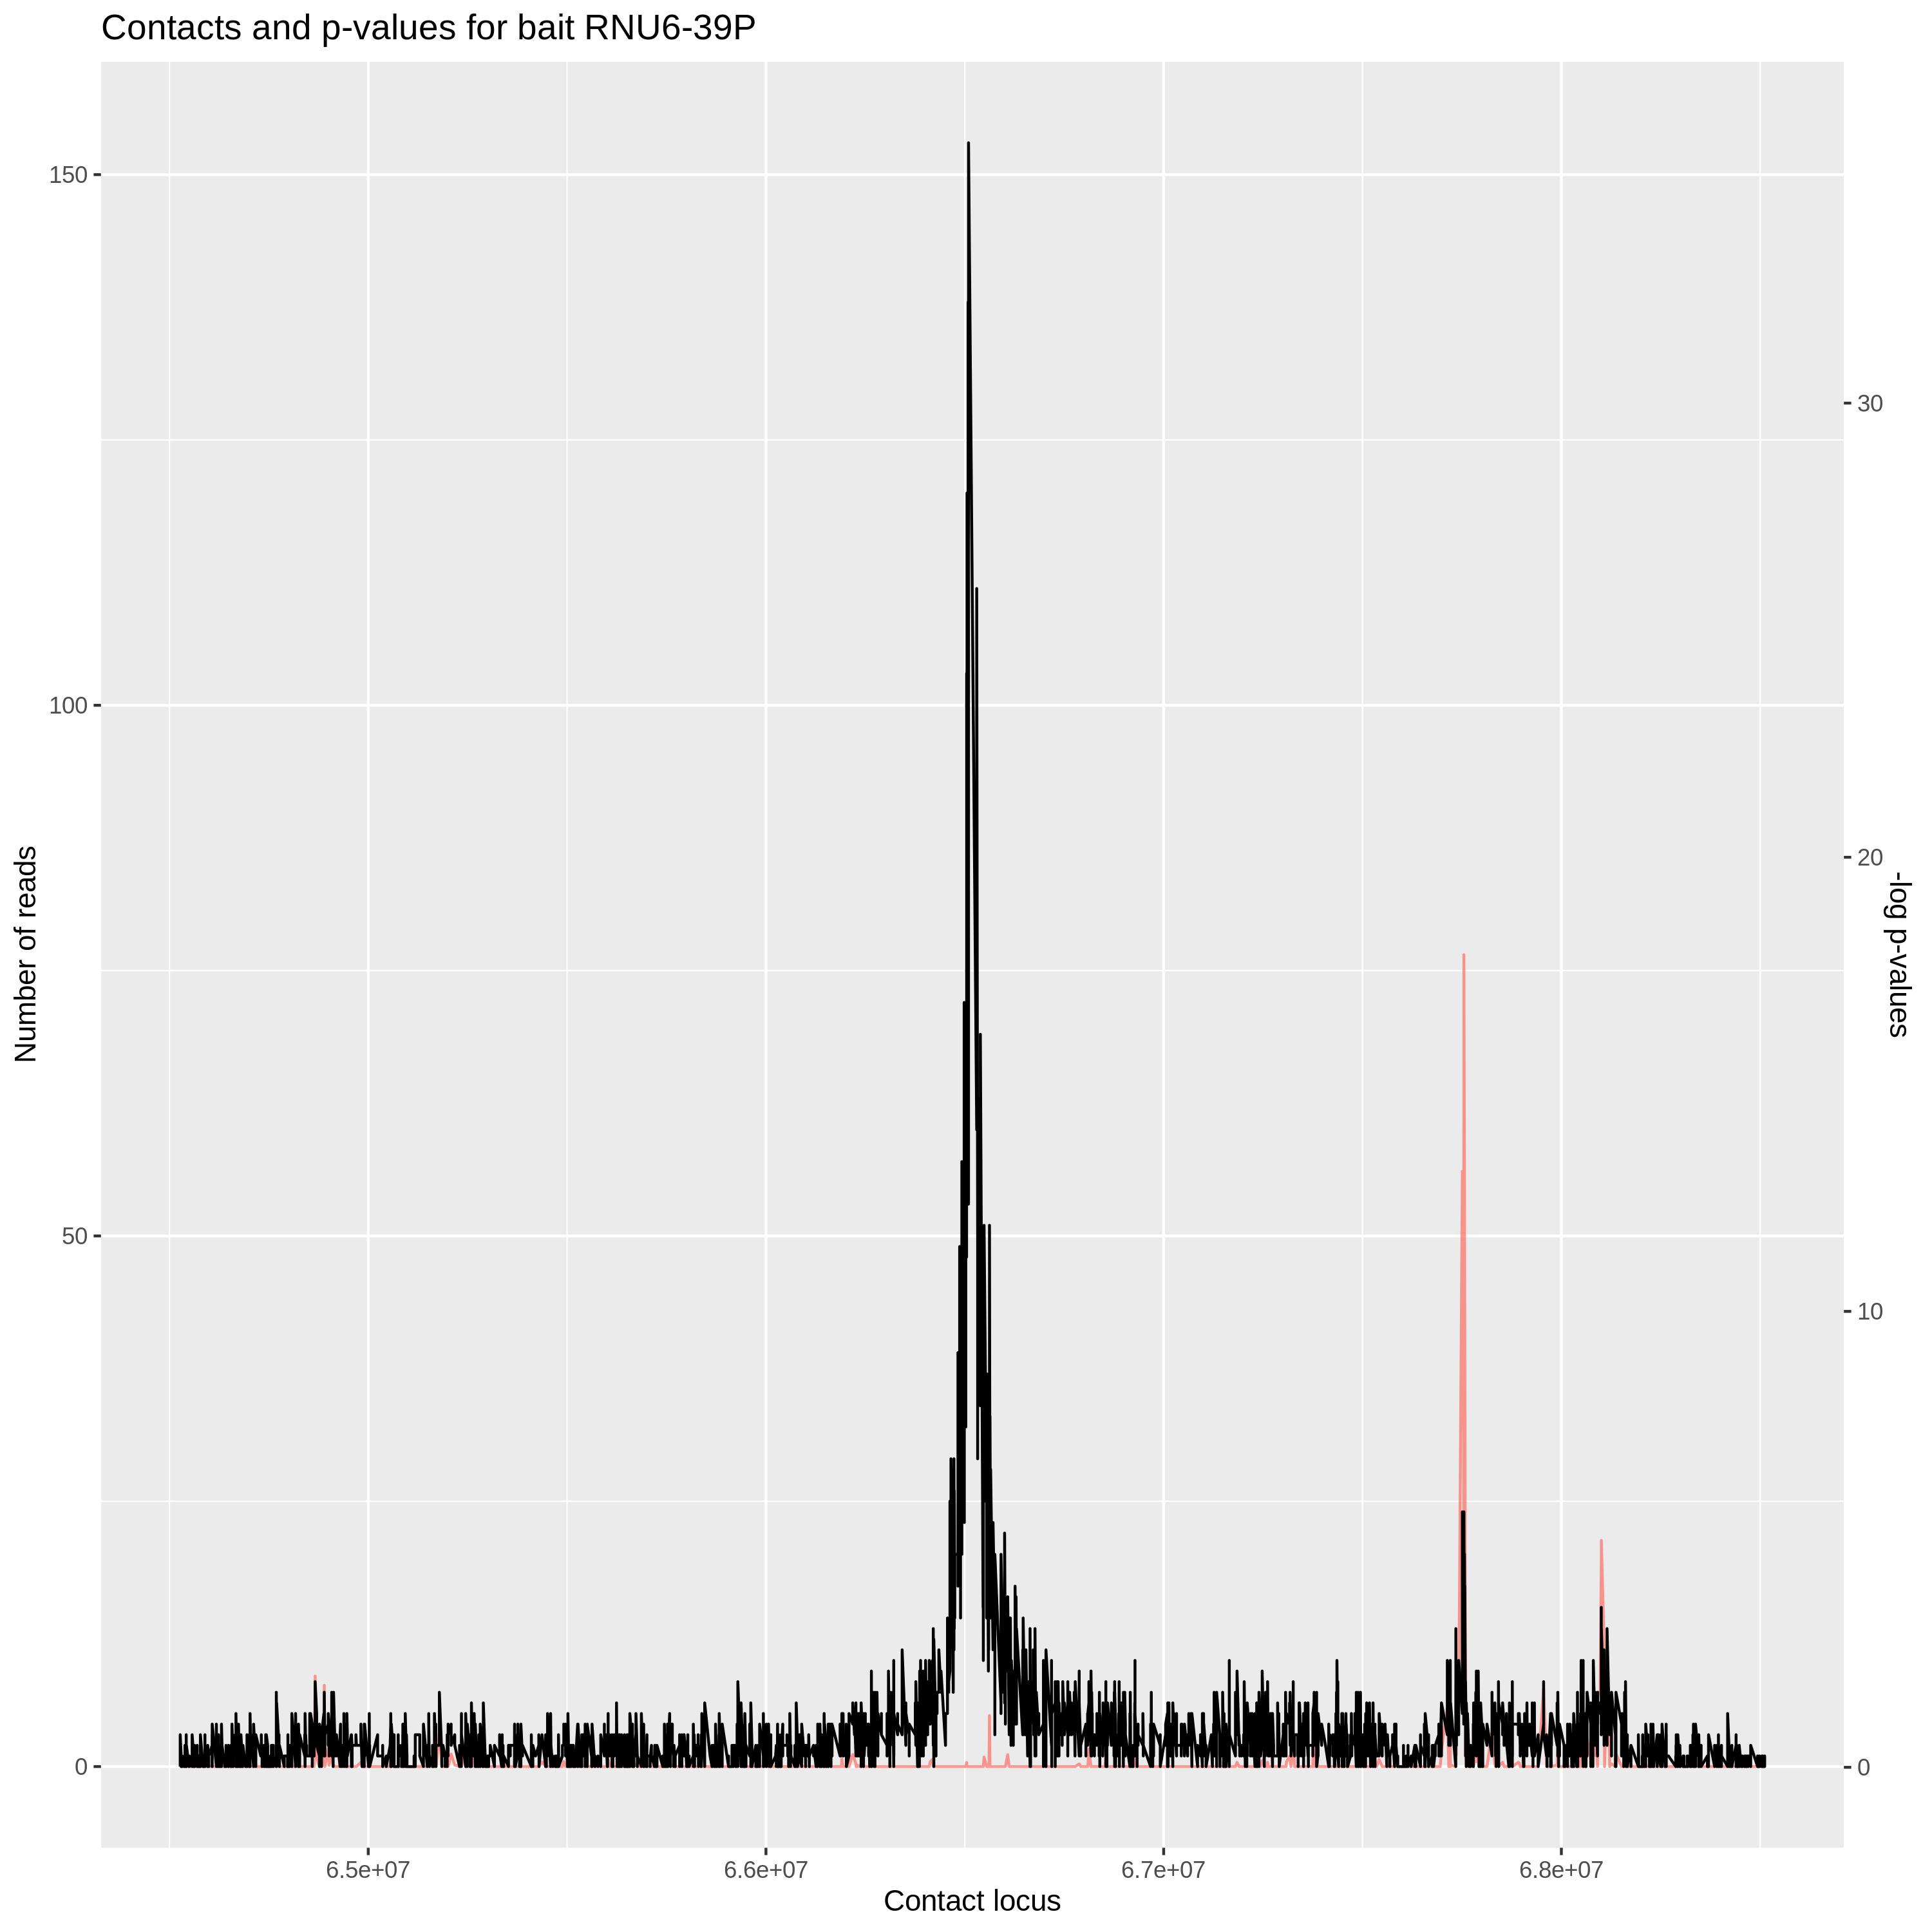 Contacts and p-values for bait RNU6-39P
150
100
50
0
Number of reads
30
20
10
0
-log p-values
6.5e+07
6.6e+07
6.7e+07
6.8e+07
Contact locus